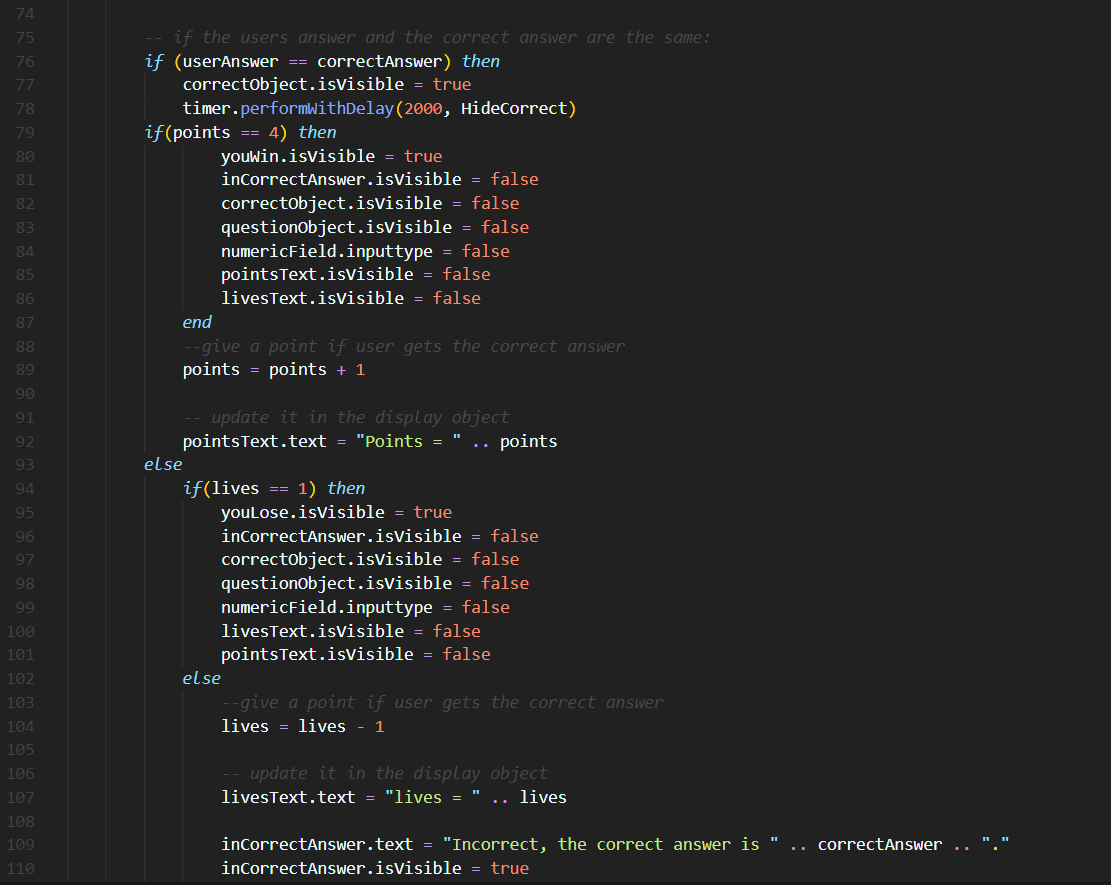 74
75 -- if the users answer and the correct answer are the same:
76 if (userAnswer == correctAnswer) then
77 correctObject.isVisible = true
78 timer.performWithDelay(2000, HideCorrect)
79 if(points == 4) then
80 youWin.isVisible = true
81 inCorrectAnswer.isVisible = false
82 correctObject.isVisible = false
83 questionObject.isVisible = false
84 numericField.inputtype = false
85 pointsText.isVisible = false
86 livesText.isVisible = false
87 end
88 --give a point if user gets the correct answer
89 points = points + 1
90
91 -- update it in the display object
92 pointsText.text = "Points = " .. points
93 else
94 if(lives == 1) then
95 youLose.isVisible = true
96 inCorrectAnswer.isVisible = false
97 correctObject.isVisible = false
98 questionObject.isVisible = false
99 numericField.inputtype = false
100 livesText.isVisible = false
101 pointsText.isVisible = false
102 else
103 --give a point if user gets the correct answer
104 lives = lives - 1
105
106 -- update it in the display object
107 livesText.text = "lives = " .. lives
108
109 inCorrectAnswer.text = "Incorrect, the correct answer is " .. correctAnswer .. "."
110 inCorrectAnswer.isVisible = true